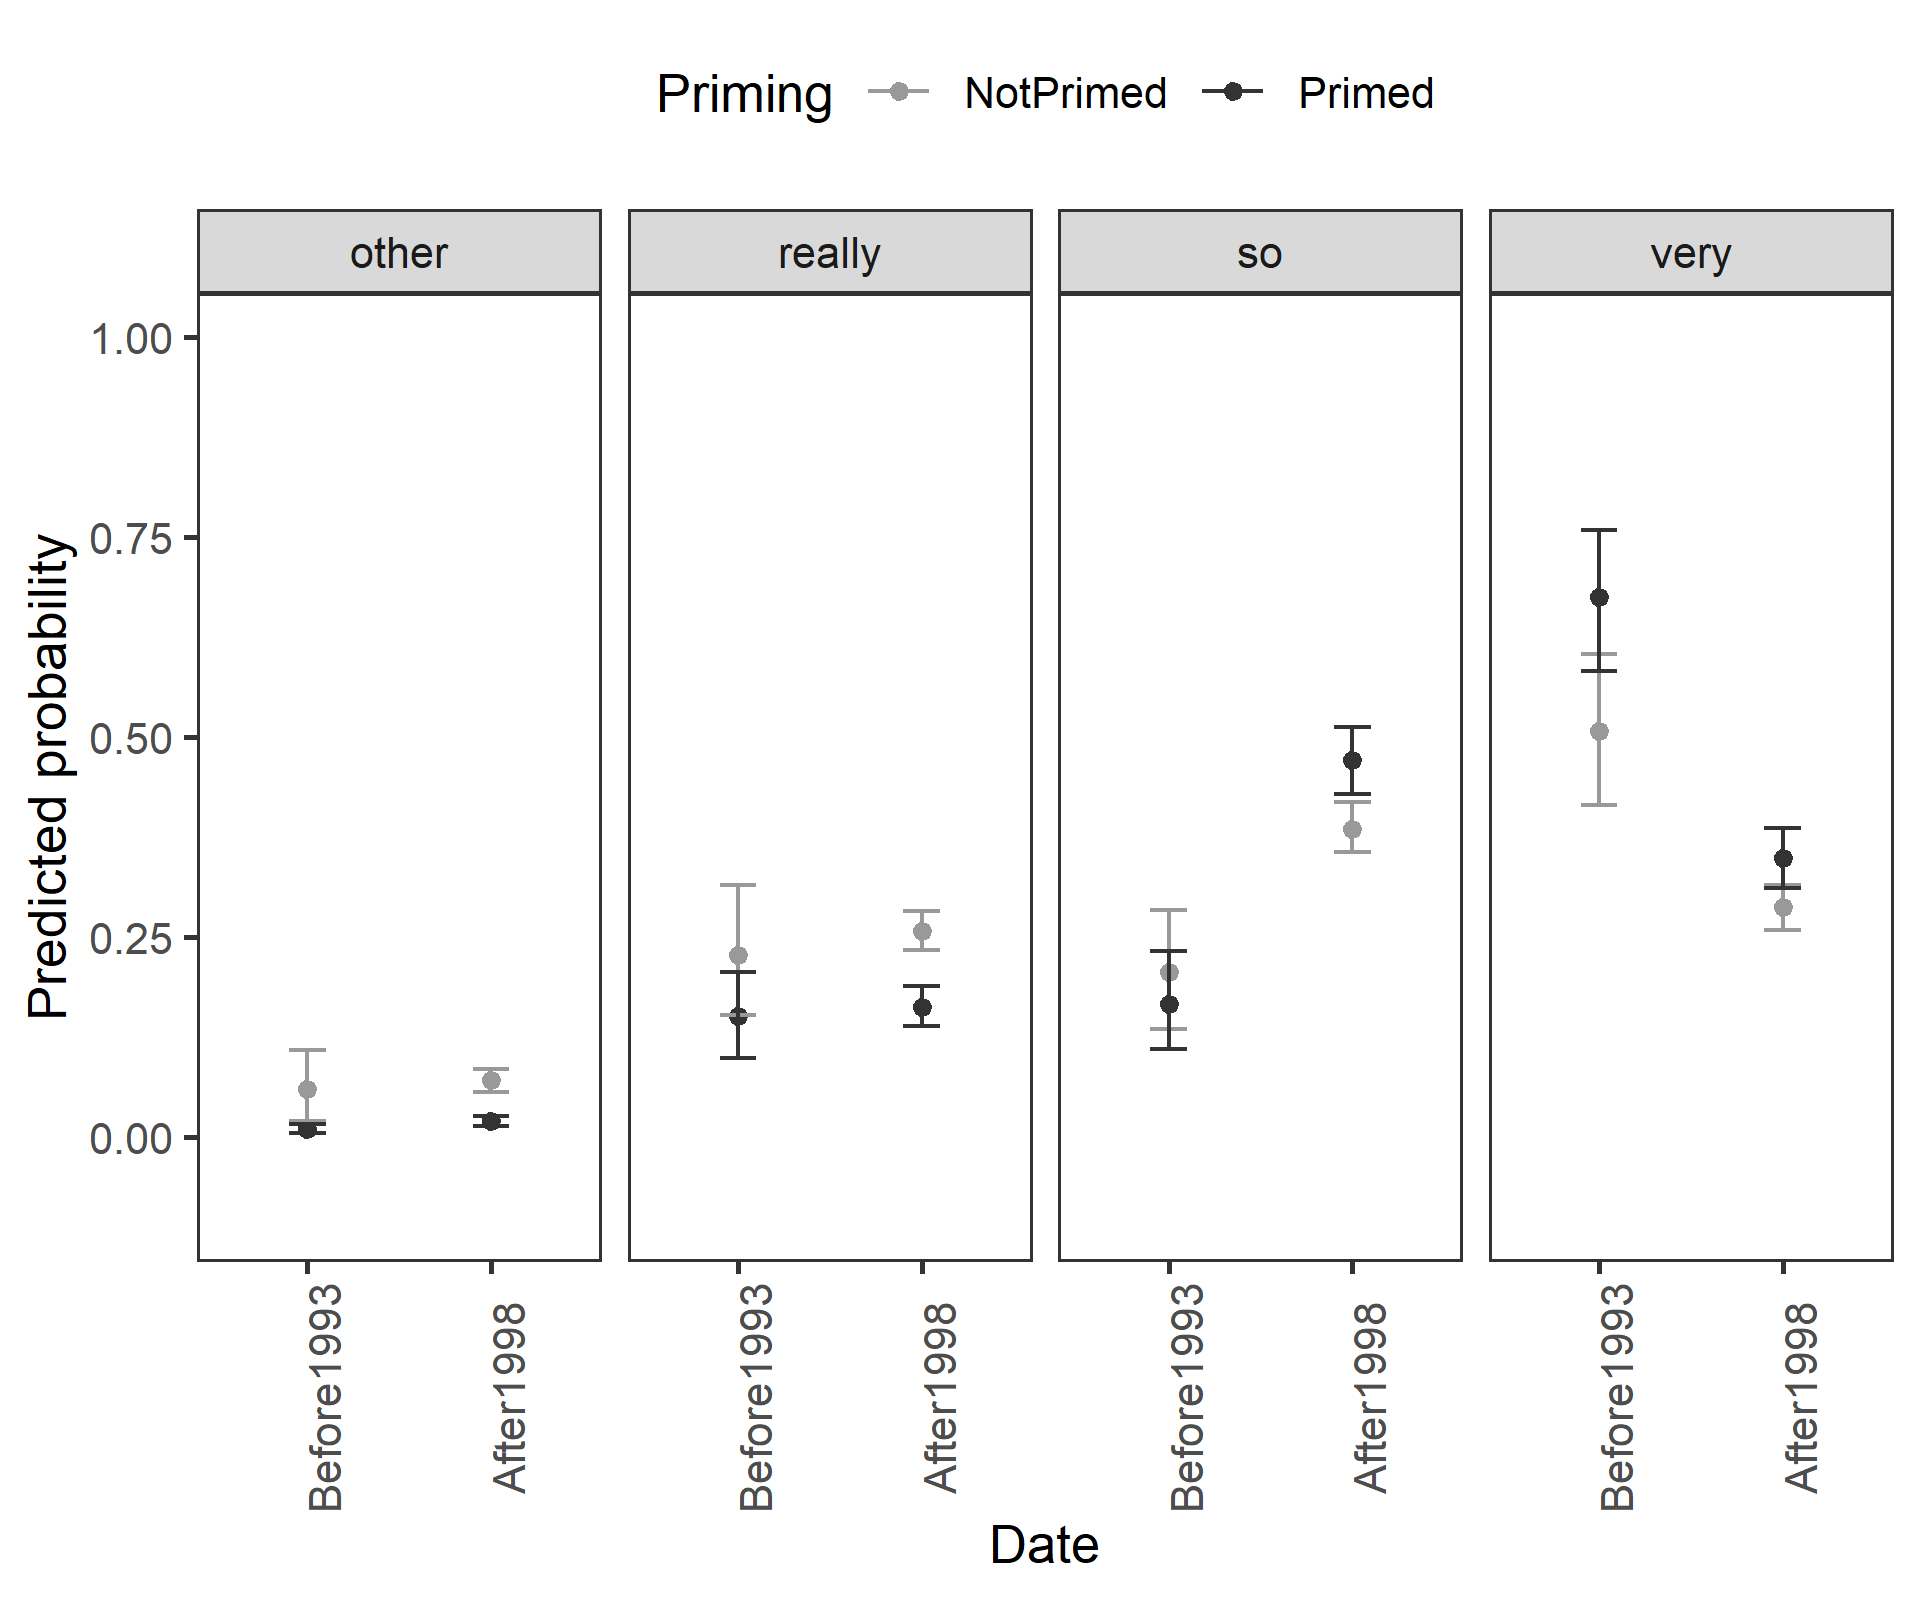 Priming NotPrimed Primed
other really so very
1.00
0.75
0.50
0.25
0.00
Predicted probability
Before1993 After1998 Before1993 After1998 Before1993 After1998 Before1993 After1998
Date